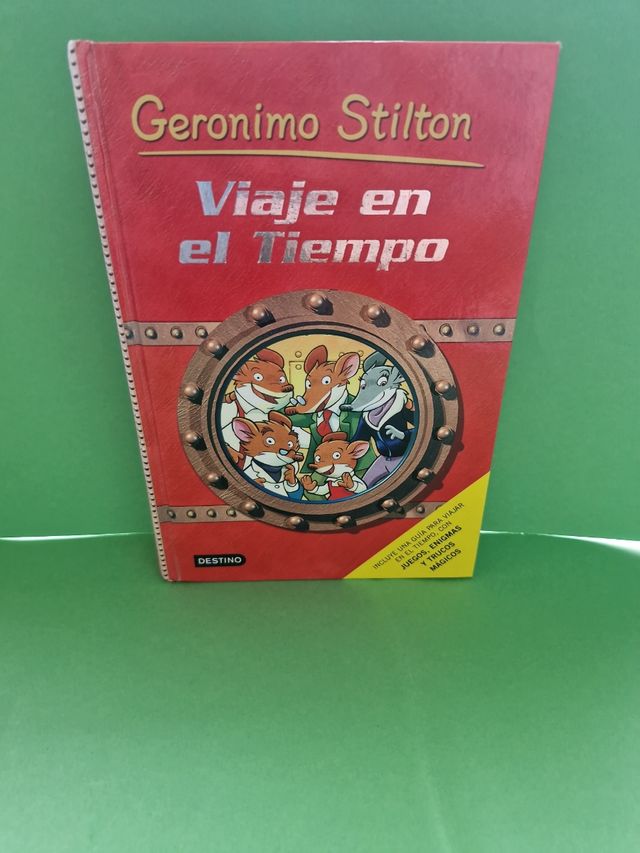 Geronimo Stilton
Viaje en
el Tiempo
INCLUYE UNA GUÍA PARA VIAJAR
EN EL TIEMPO, CON
JUEGOS, ENIGMAS
Y TRUCOS
MÁGICOS
DESTINO